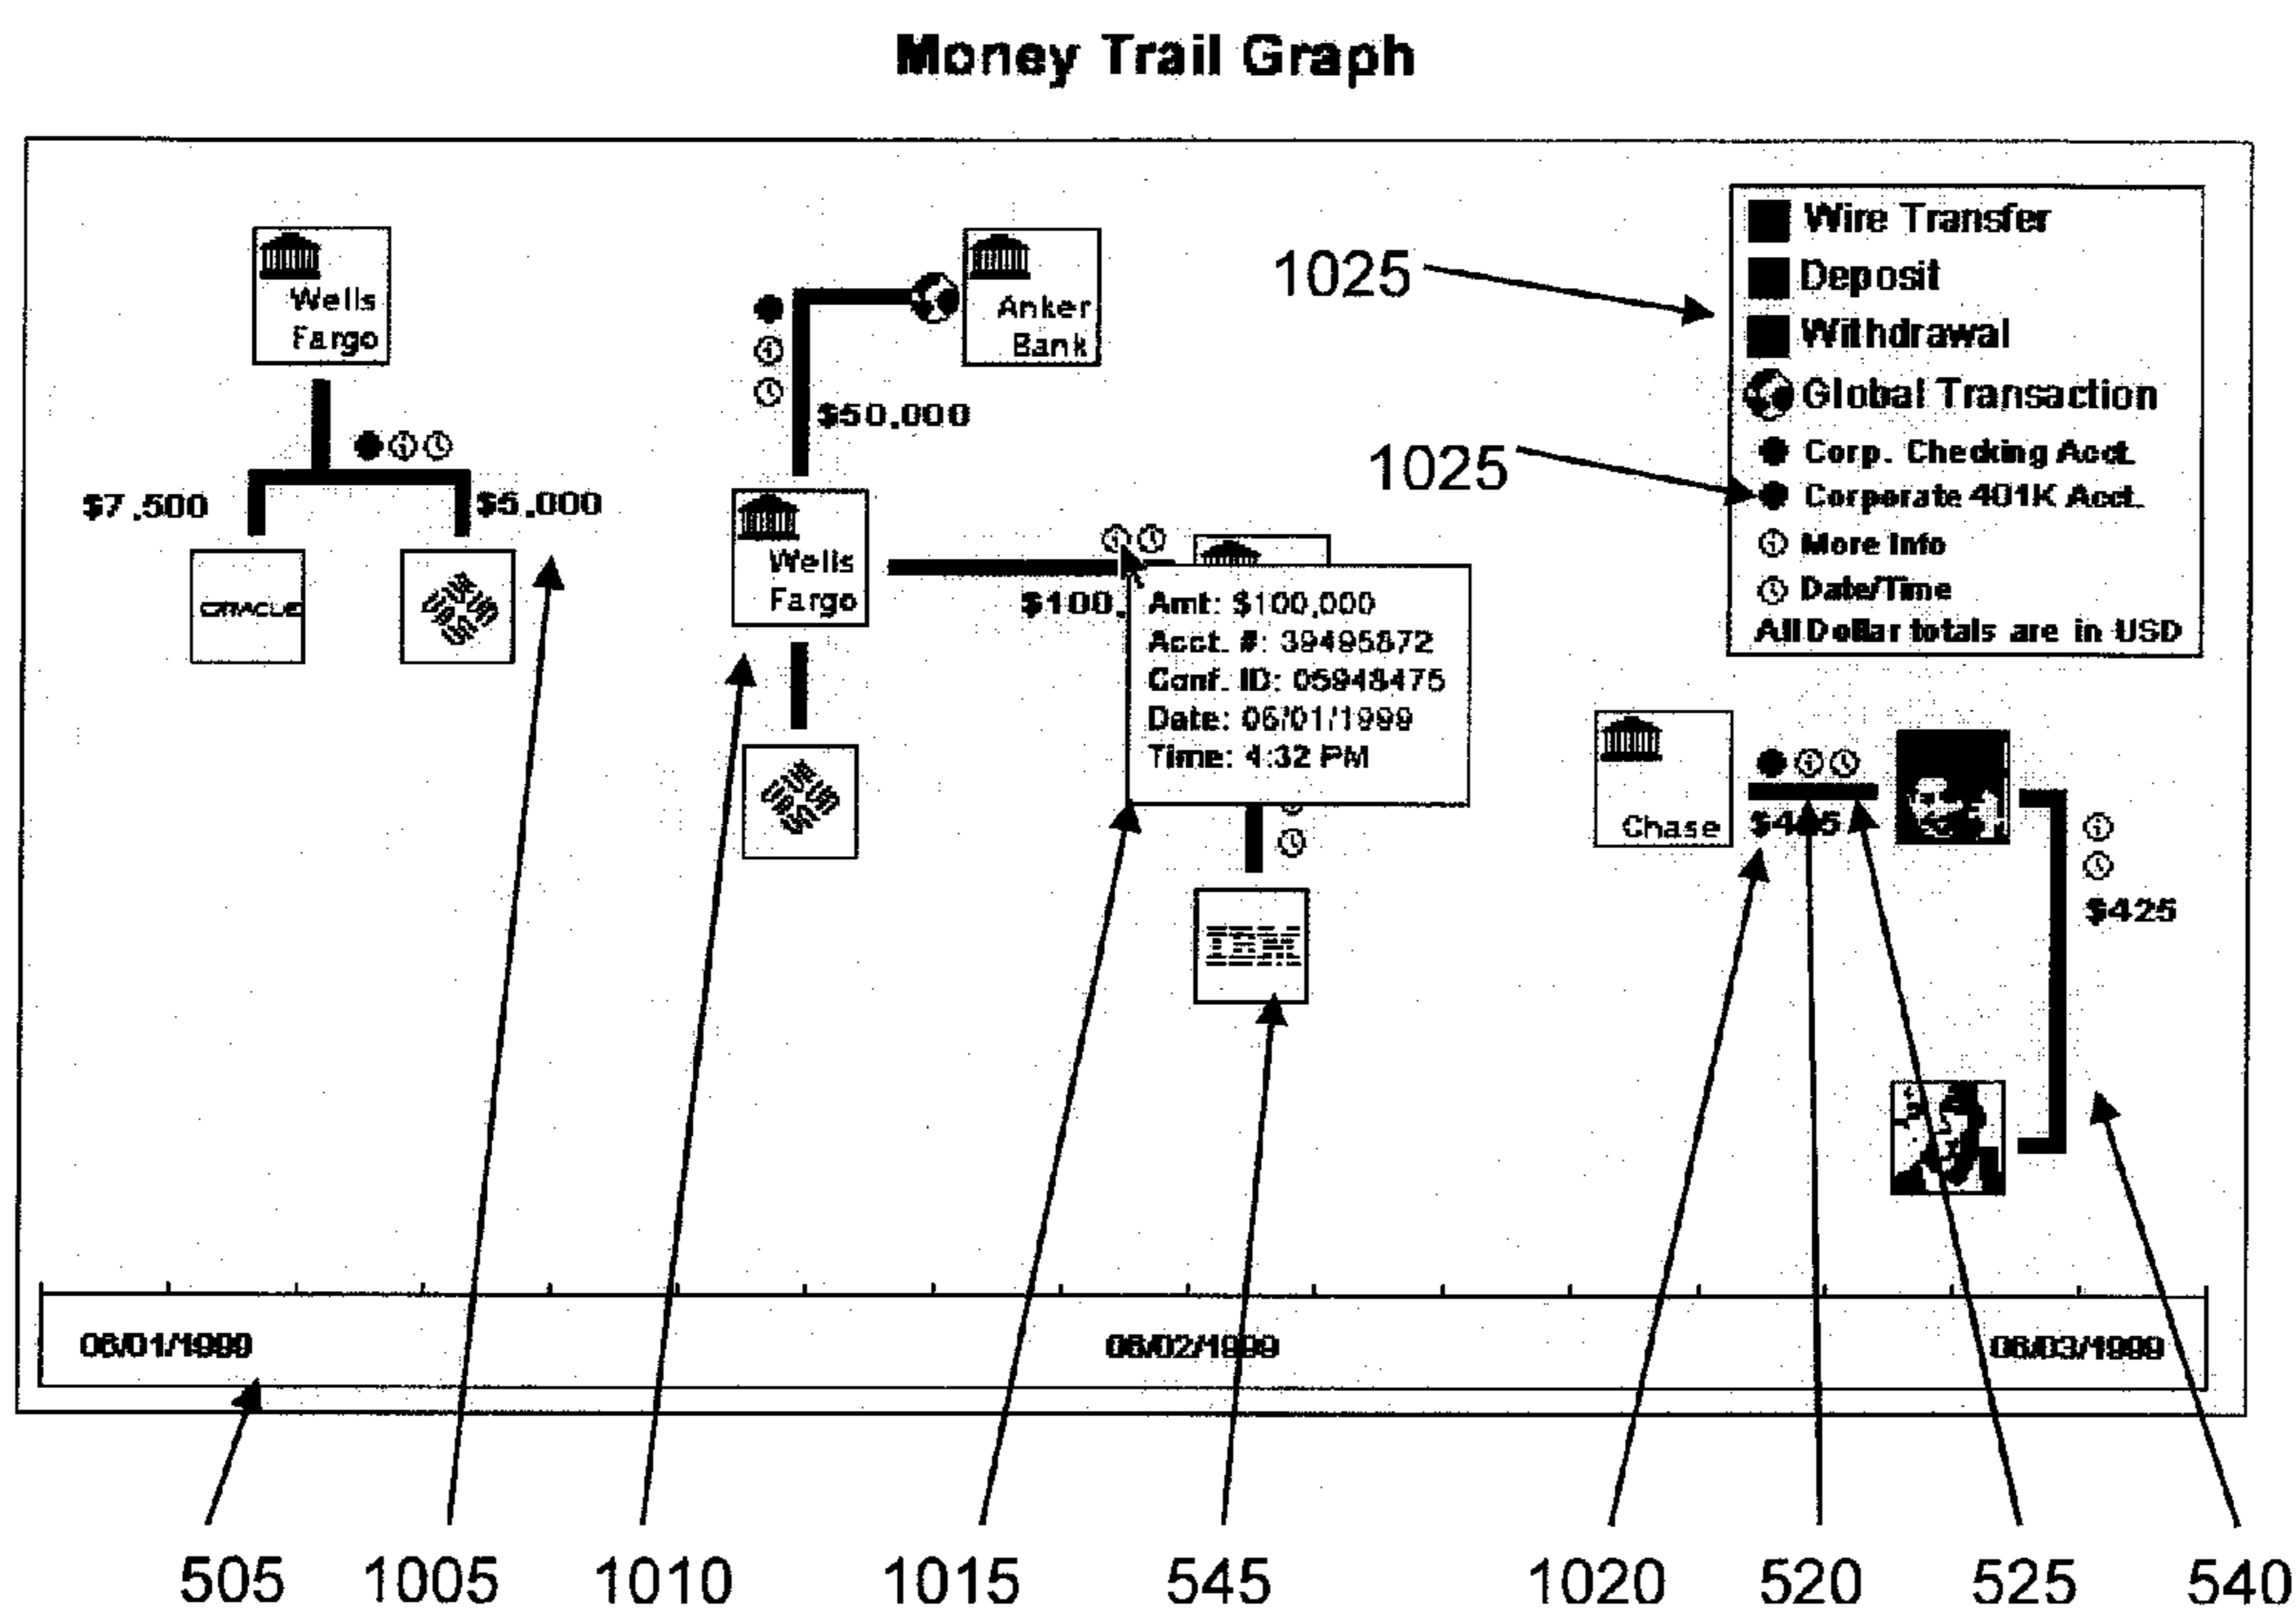 Money Trail Graph
Wells
Fargo
$7,500
$5,000
ORACLE
$50,000
Anker
Bank
Wells
Fargo
$100,
Amt: $100,000
Acct. #: 39495872
Conf. ID: 05948475
Date: 06/01/1999
Time: 4:32 PM
IBM
1025
1025
Wire Transfer
Deposit
Withdrawal
Global Transaction
Corp. Checking Acct.
Corporate 401K Acct.
More Info
Date/Time
All Dollar totals are in USD
Chase
$425
06/01/1999
06/02/1999
06/03/1999
505 1005 1010 1015 545 1020 520 525 540